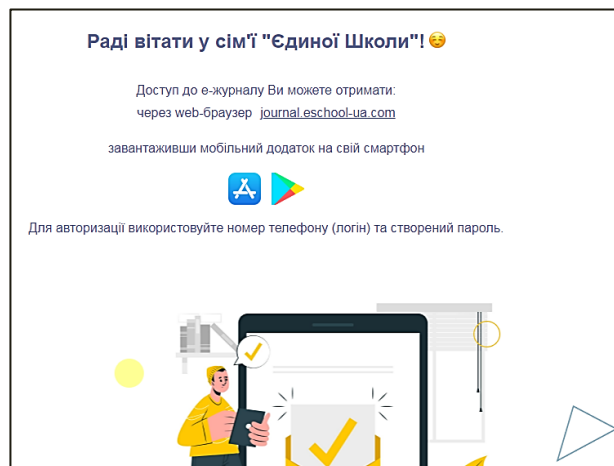 Раді вітати у сім'ї "Єдиної Школи"!☺️
Доступ до е-журналу Ви можете отримати:
через web-браузер journal.eschool-ua.com
завантаживши мобільний додаток на свій смартфон
Для авторизації використовуйте номер телефону (логін) та створений пароль.